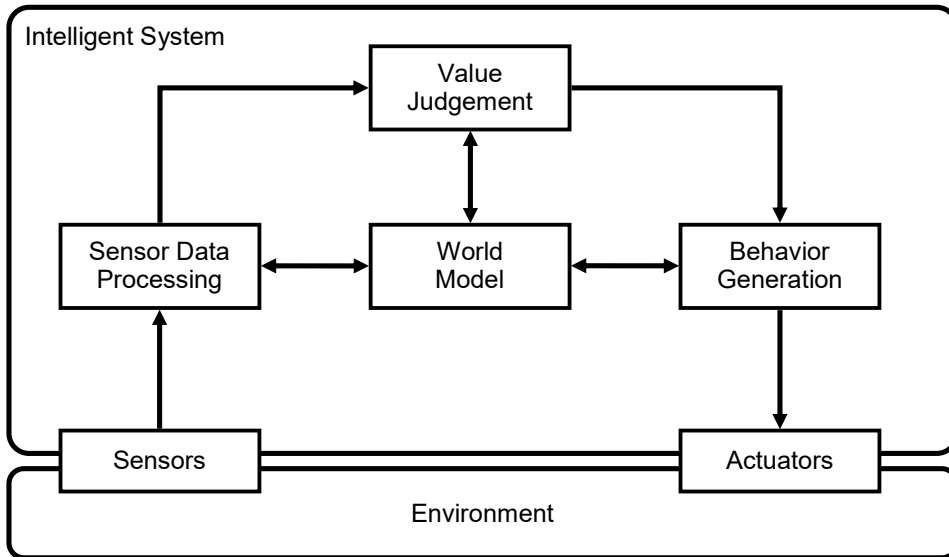 Intelligent System
Value
Judgement
Sensor Data
Processing
World
Model
Behavior
Generation
Sensors
Actuators
Environment